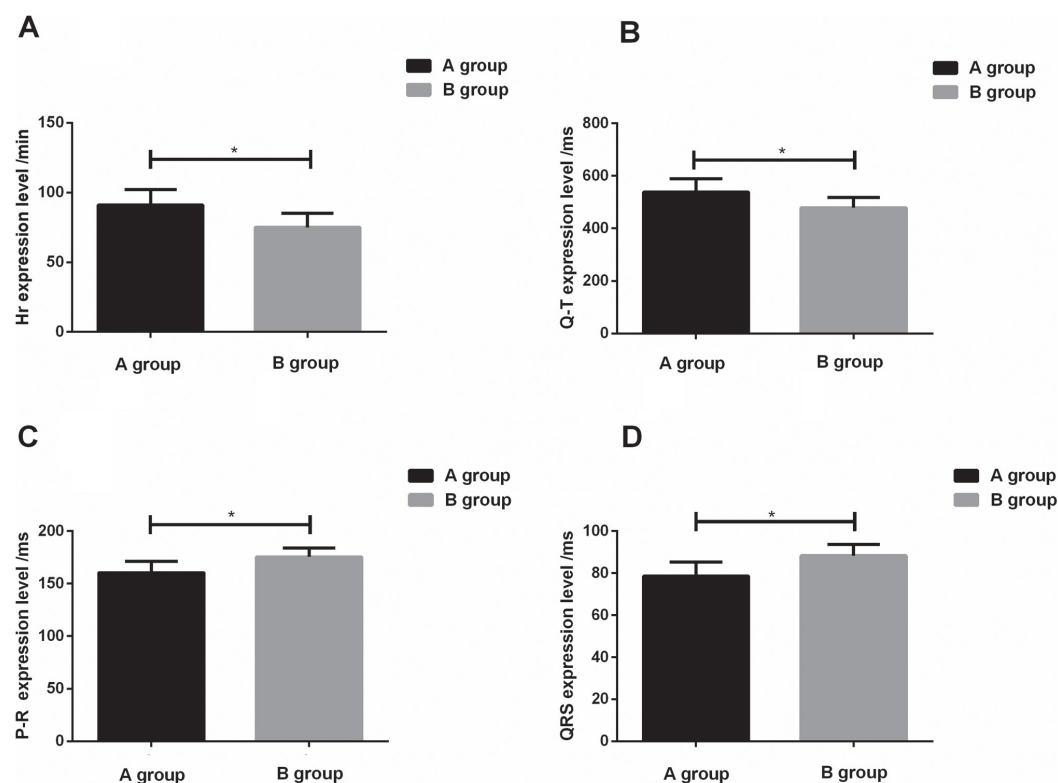 A
A group
B group
Hr expression level /min
150
100
50
0
*
A group
B group
B
A group
B group
Q-T expression level /ms
800
600
400
200
0
*
A group
B group
C
A group
B group
P-R expression level /ms
200
150
100
50
0
*
A group
B group
D
A group
B group
QRS expression level /ms
100
80
60
40
20
0
*
A group
B group